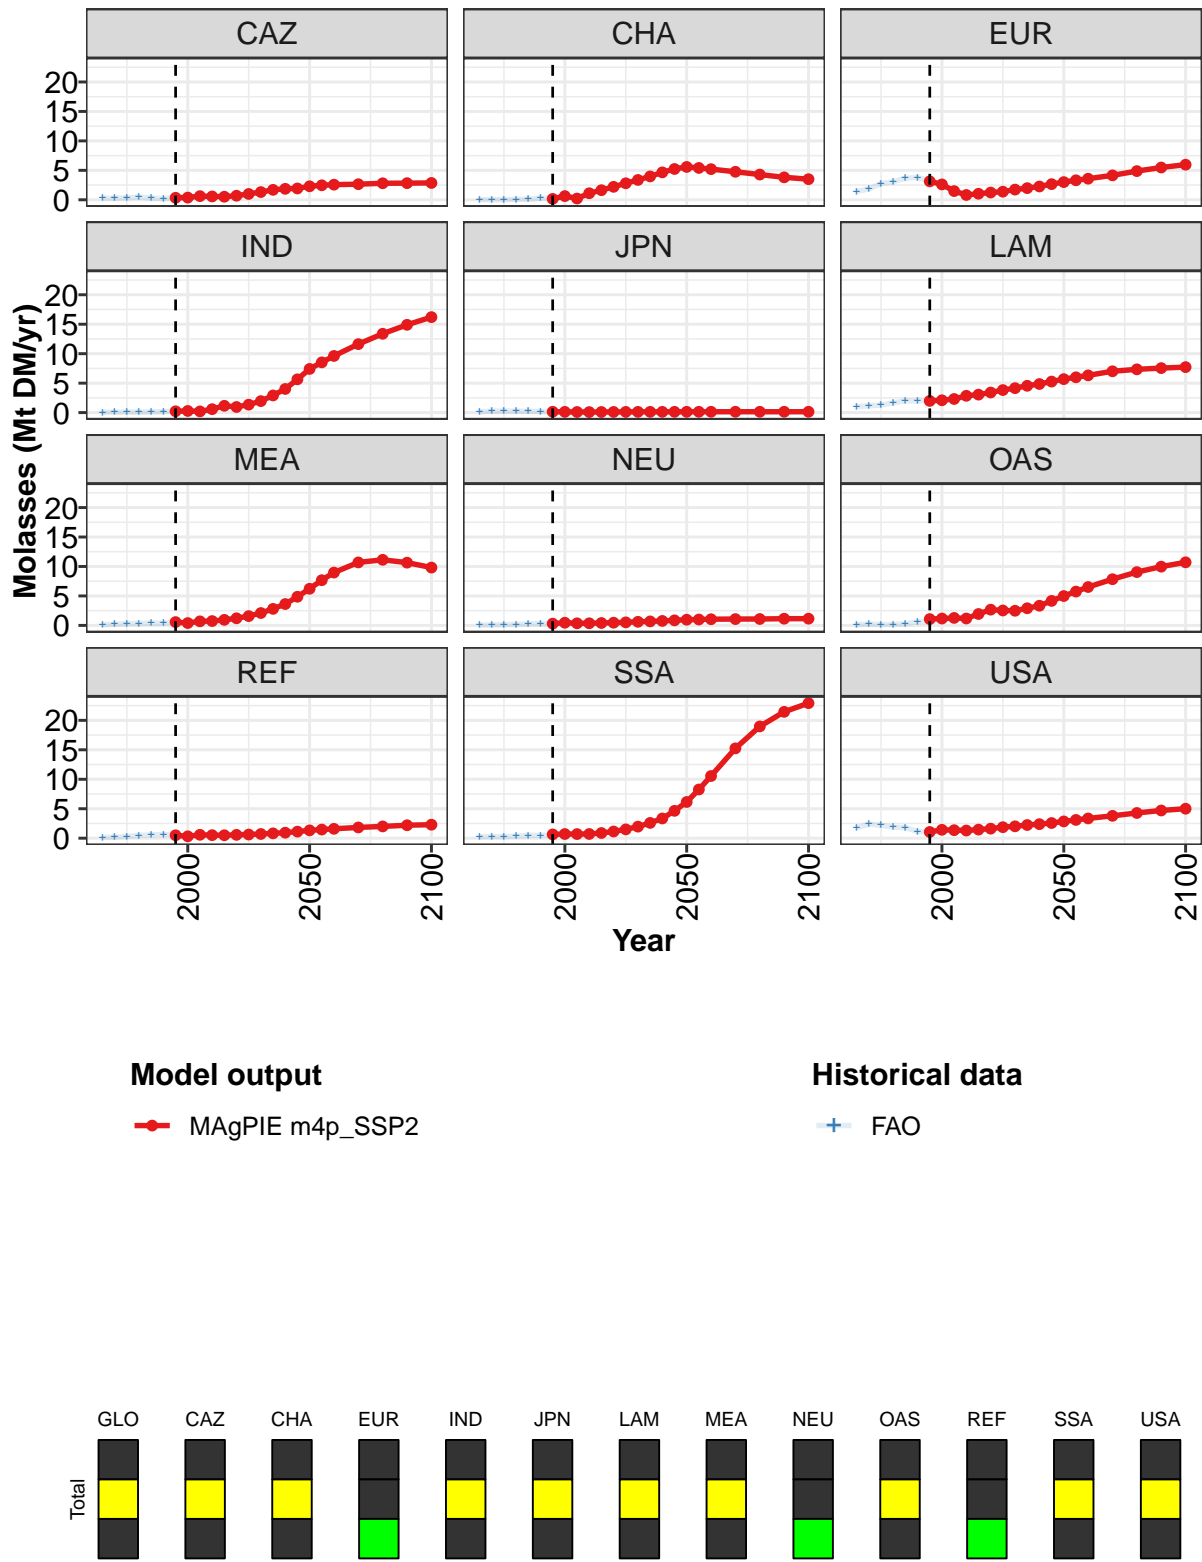 CAZ CHA EUR
20
15
10
5
0
IND JPN LAM
20
15
10
5
0
MEA NEU OAS
20
15
10
5
0
REF SSA USA
20
15
10
5
0
Molasses (Mt DM/yr)
2000 2050 2100 2000 2050 2100 2000 2050 2100
Year
Model output
MAgPIE m4p_SSP2
Historical data
FAO
GLO CAZ CHA EUR IND JPN LAM MEA NEU OAS REF SSA USA
Total